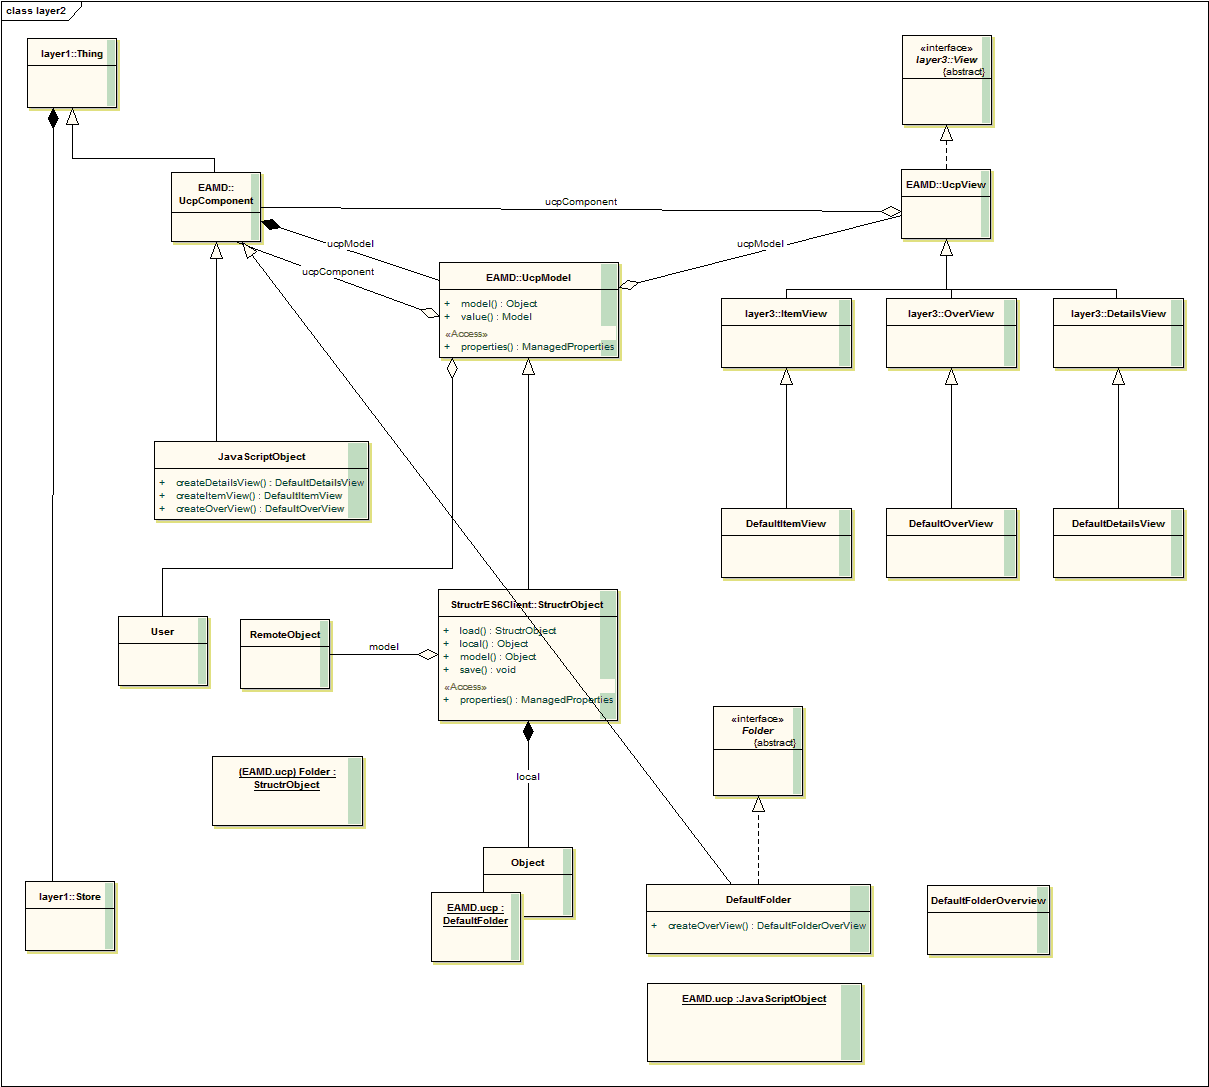 class layer2
layer1::Thing
«interface»
layer3::View
{abstract}
EAMD::
UcpComponent
EAMD::UcpView
ucpComponent
ucpModel
ucpModel
ucpComponent
EAMD::UcpModel
+ model() : Object
+ value() : Model
«Access»
+ properties() : ManagedProperties
layer3::ItemView
layer3::OverView
layer3::DetailsView
JavaScriptObject
+ createDetailsView() : DefaultDetailsView
+ createItemView() : DefaultItemView
+ createOverView() : DefaultOverView
DefaultItemView
DefaultOverView
DefaultDetailsView
StructrES6Client::StructrObject
+ load() : StructrObject
+ local() : Object
+ model() : Object
+ save() : void
«Access»
+ properties() : ManagedProperties
User
RemoteObject
model
«interface»
Folder
{abstract}
(EAMD.ucp) Folder :
StructrObject
local
Object
EAMD.ucp :
DefaultFolder
layer1::Store
DefaultFolder
+ createOverView() : DefaultFolderOverView
DefaultFolderOverview
EAMD.ucp :JavaScriptObject